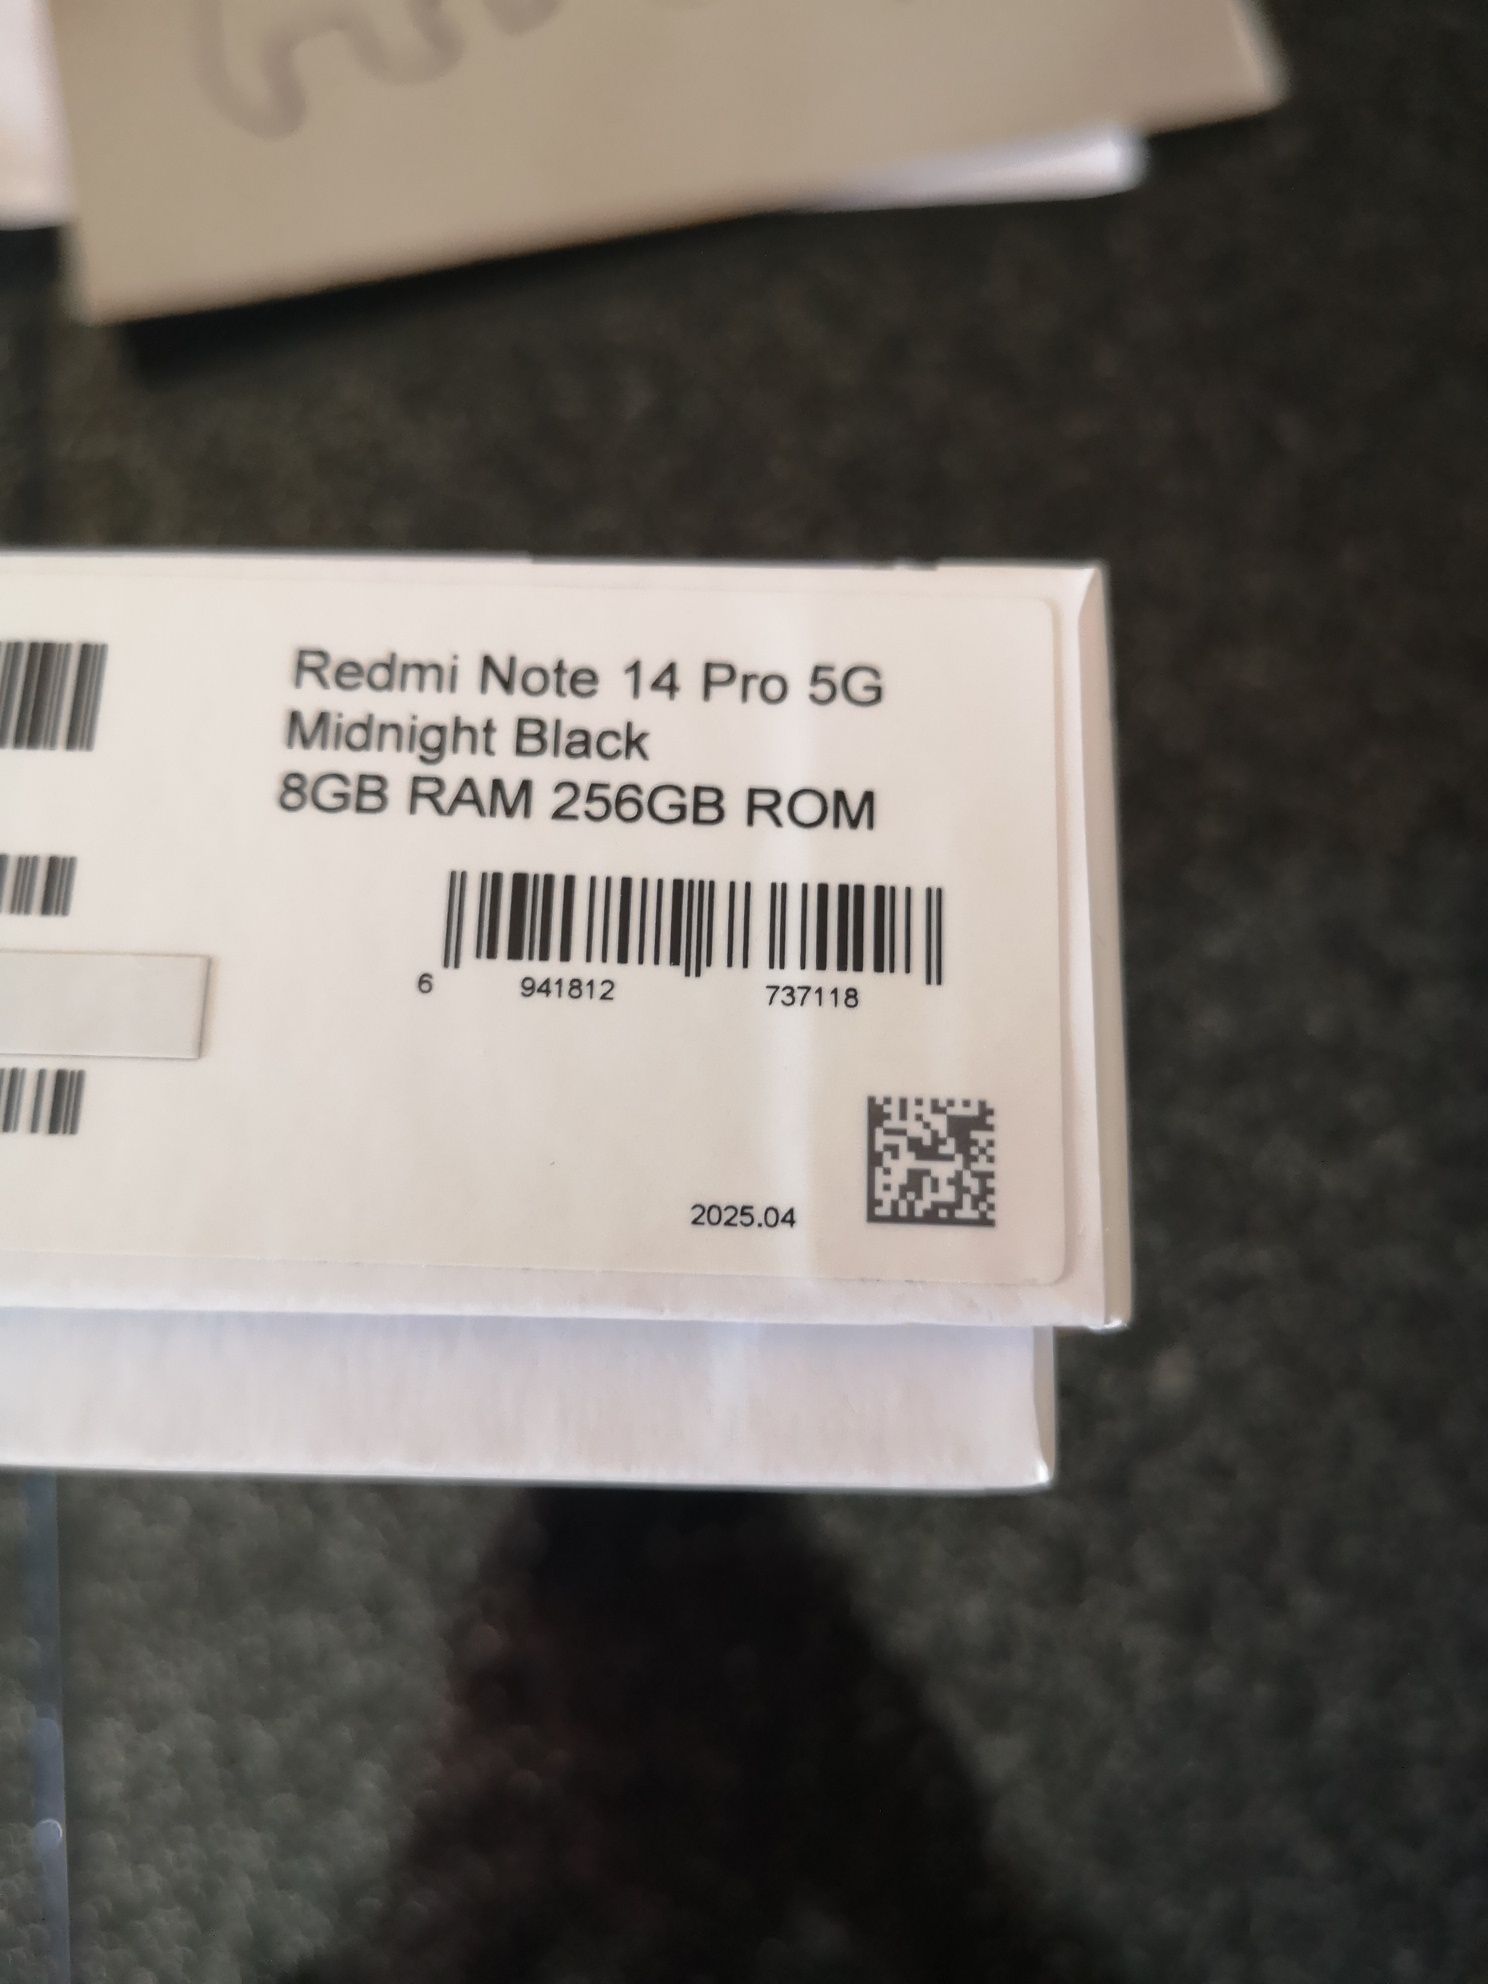 Redmi Note 14 Pro 5G
Midnight Black
8GB RAM 256GB ROM
6 941812 737118
2025.04